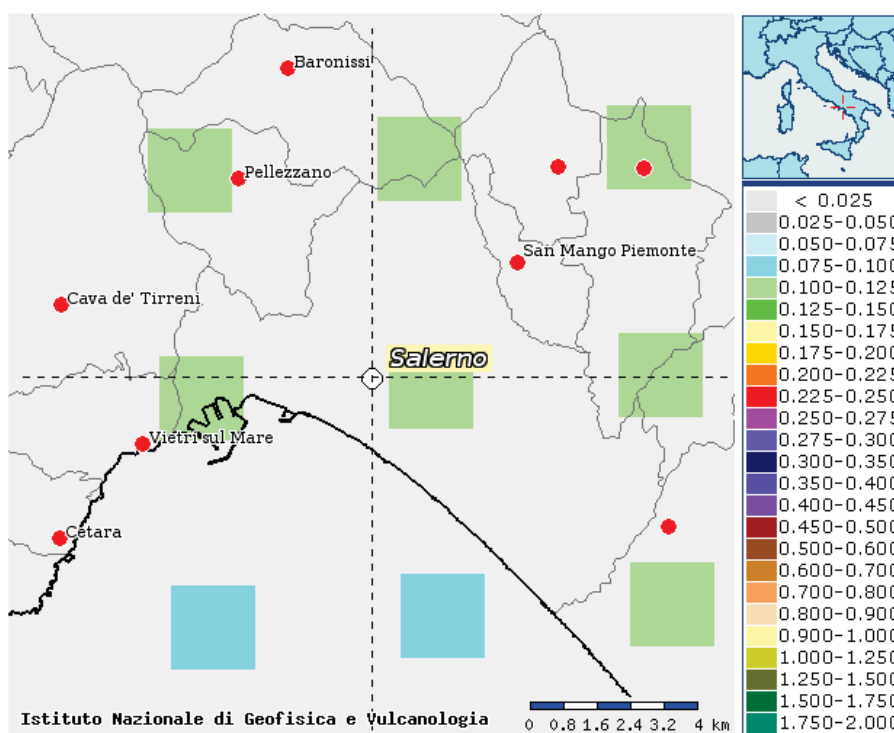 Baronissi
Pellezzano
San Mango Piemonte
Cava de' Tirreni
Salerno
Vietri sul Mare
Cetara
Istituto Nazionale di Geofisica e Vulcanologia
0 0.8 1.6 2.4 3.2 4 km
< 0.025
0.025-0.050
0.050-0.075
0.075-0.100
0.100-0.125
0.125-0.150
0.150-0.175
0.175-0.200
0.200-0.225
0.225-0.250
0.250-0.275
0.275-0.300
0.300-0.350
0.350-0.400
0.400-0.450
0.450-0.500
0.500-0.600
0.600-0.700
0.700-0.800
0.800-0.900
0.900-1.000
1.000-1.250
1.250-1.500
1.500-1.750
1.750-2.000